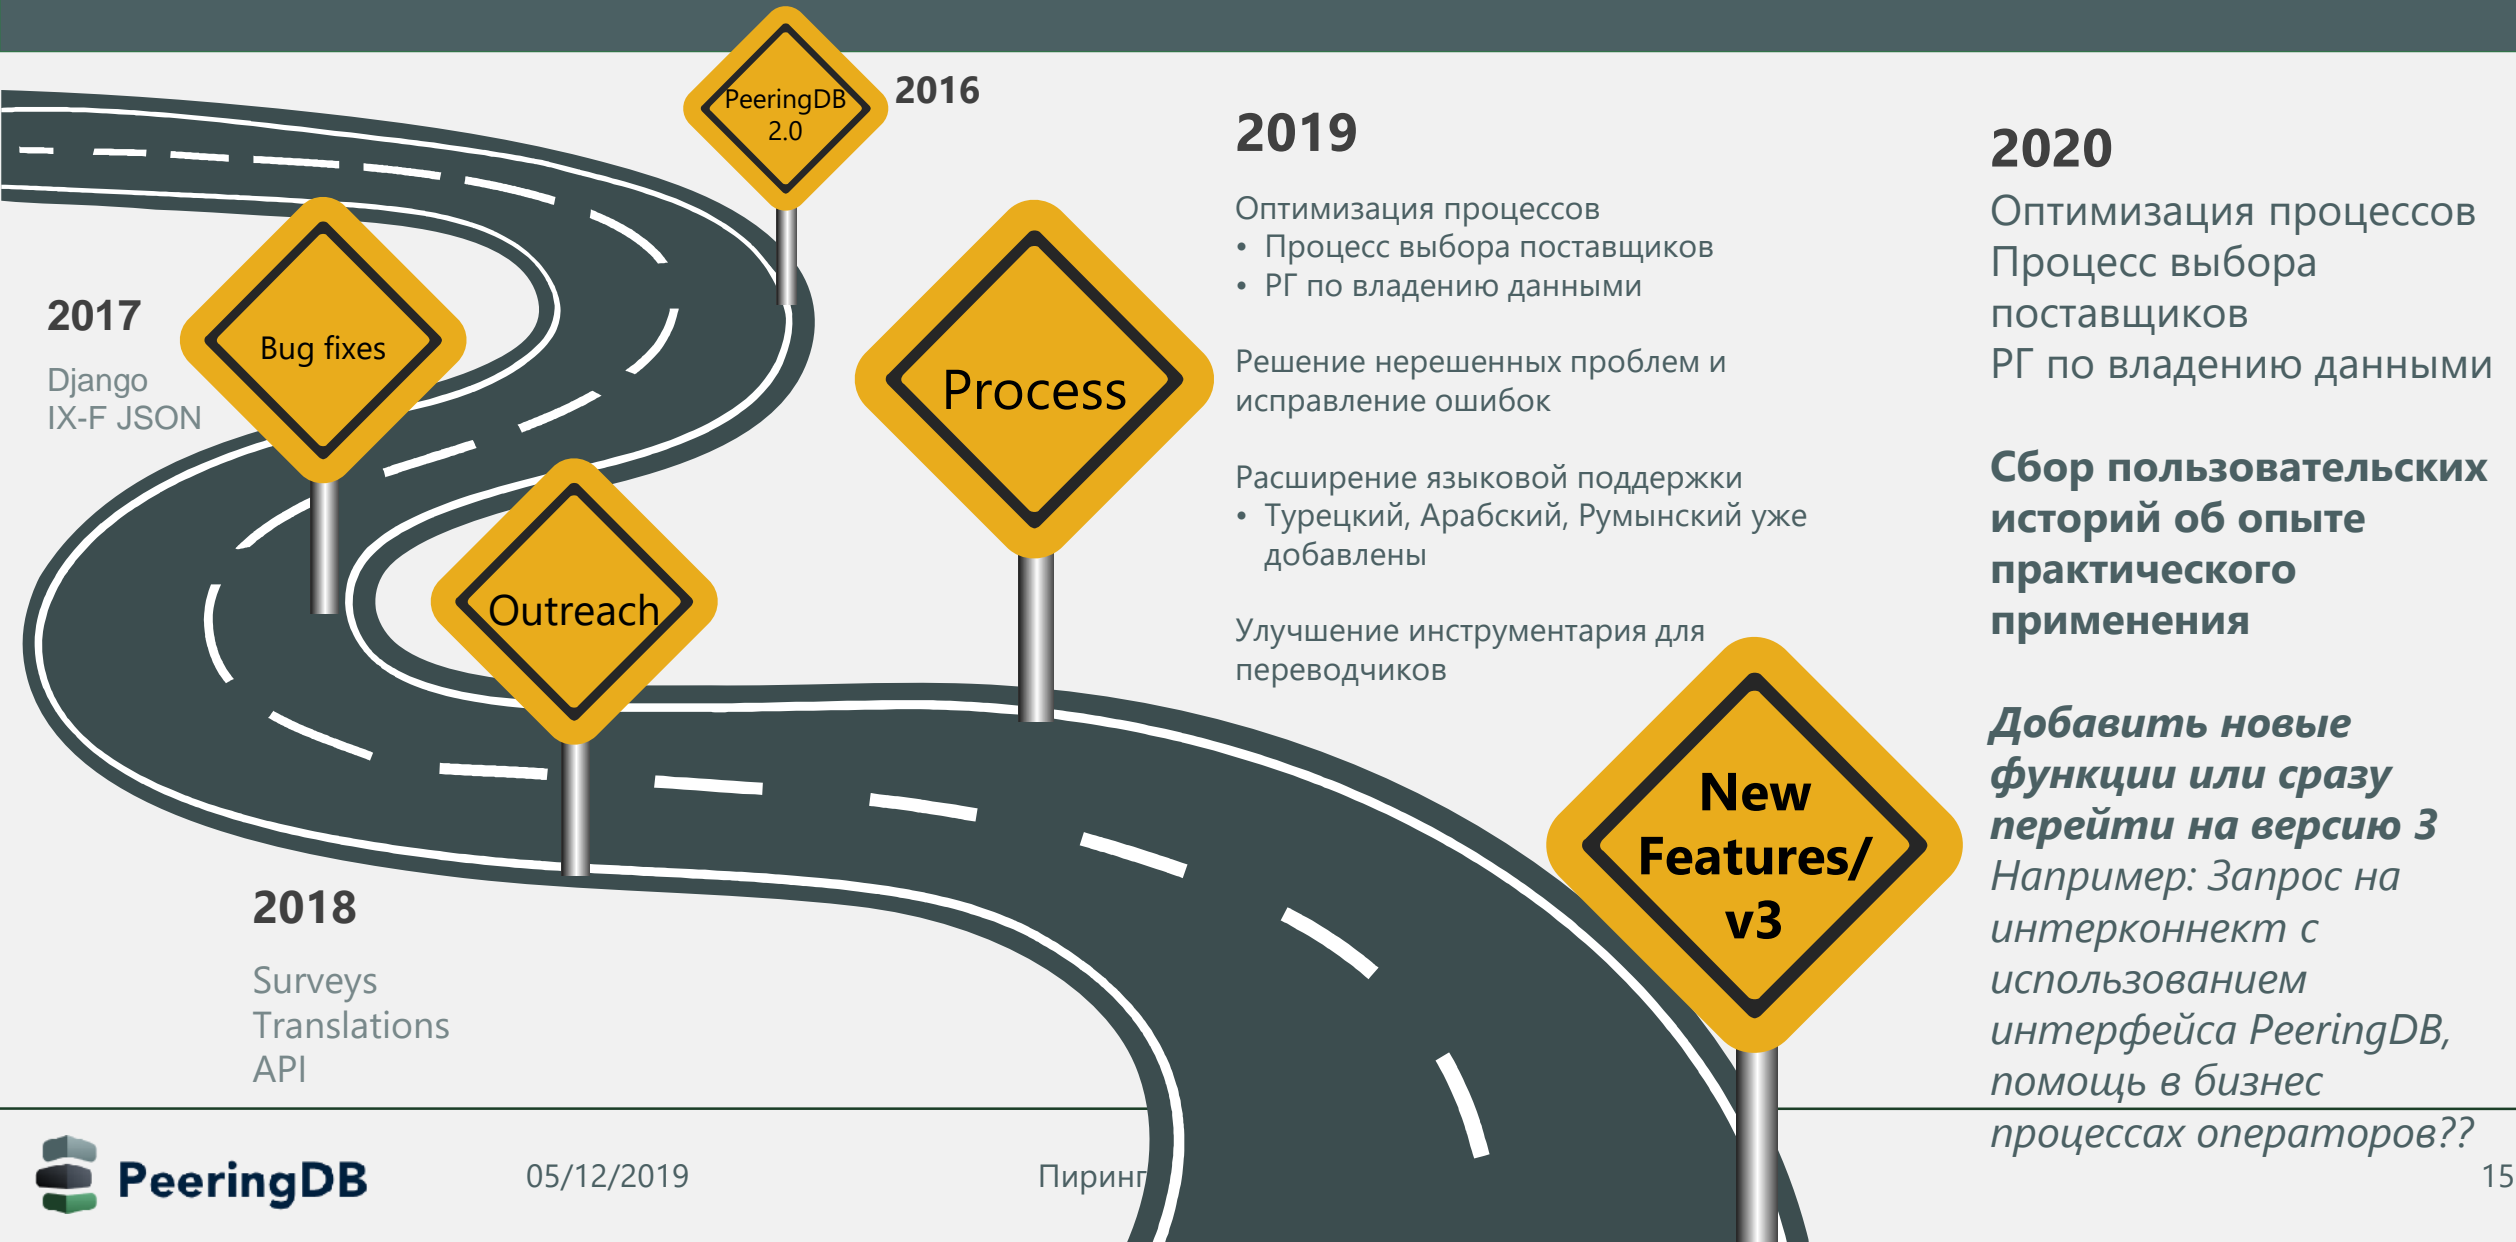 PeeringDB
2.0
2016
2017
Django
IX-F JSON
Bug fixes
Outreach
2018
Surveys
Translations
API
Process
2019
Оптимизация процессов
• Процесс выбора поставщиков
• РГ по владению данными
Решение нерешенных проблем и
исправление ошибок
Расширение языковой поддержки
• Турецкий, Арабский, Румынский уже
добавлены
Улучшение инструментария для
переводчиков
New
Features/
v3
2020
Оптимизация процессов
Процесс выбора
поставщиков
РГ по владению данными
Сбор пользовательских
историй об опыте
практического
применения
Добавить новые
функции или сразу
перейти на версию 3
Например: Запрос на
интерконнект с
использованием
интерфейса PeeringDB,
помощь в бизнес
процессах операторов??
PeeringDB
05/12/2019
Пиринг
15